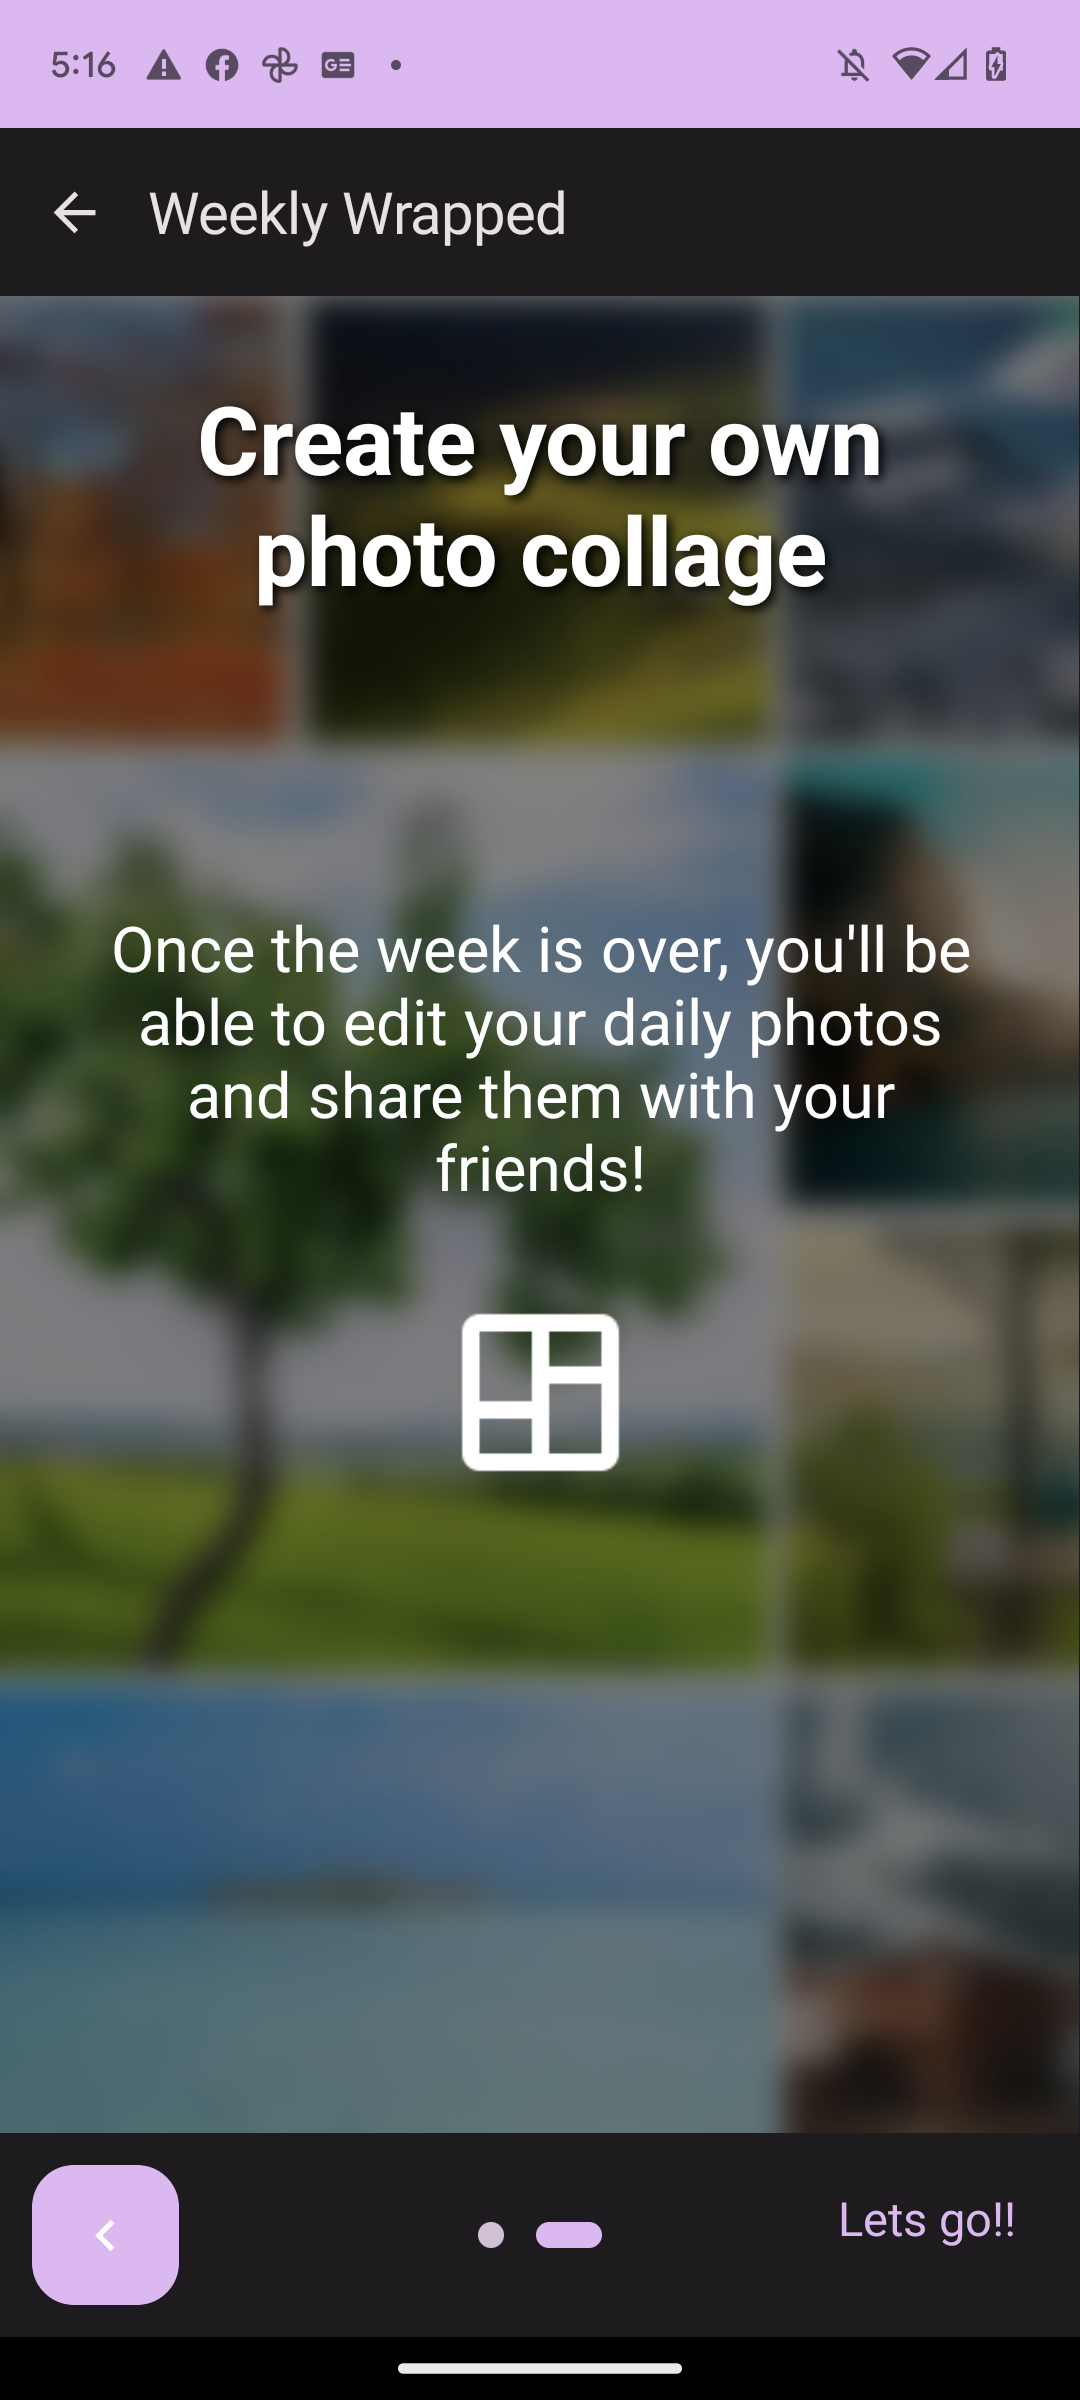 5:16
GE
Weekly Wrapped
Create your own
photo collage
Once the week is over, you'll be
able to edit your daily photos
and share them with your
friends!
Lets go!!